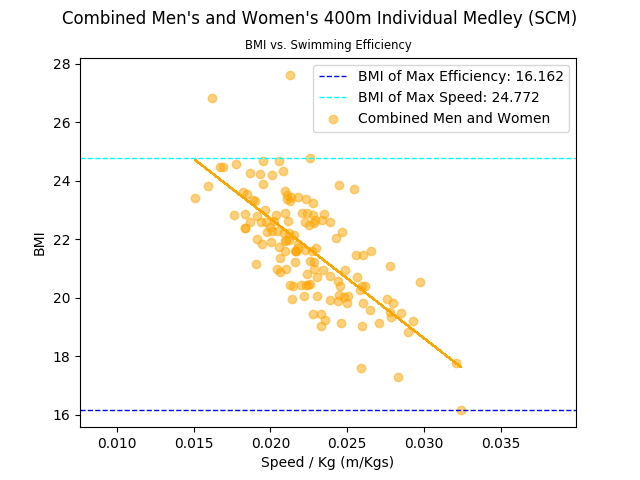 Combined Men's and Women's 400m Individual Medley (SCM)
BMI vs. Swimming Efficiency
BMI of Max Efficiency: 16.162
BMI of Max Speed: 24.772
Combined Men and Women
28
26
24
22
20
18
16
BMI
0.010
0.015
0.020
0.025
0.030
0.035
Speed / Kg (m/Kgs)